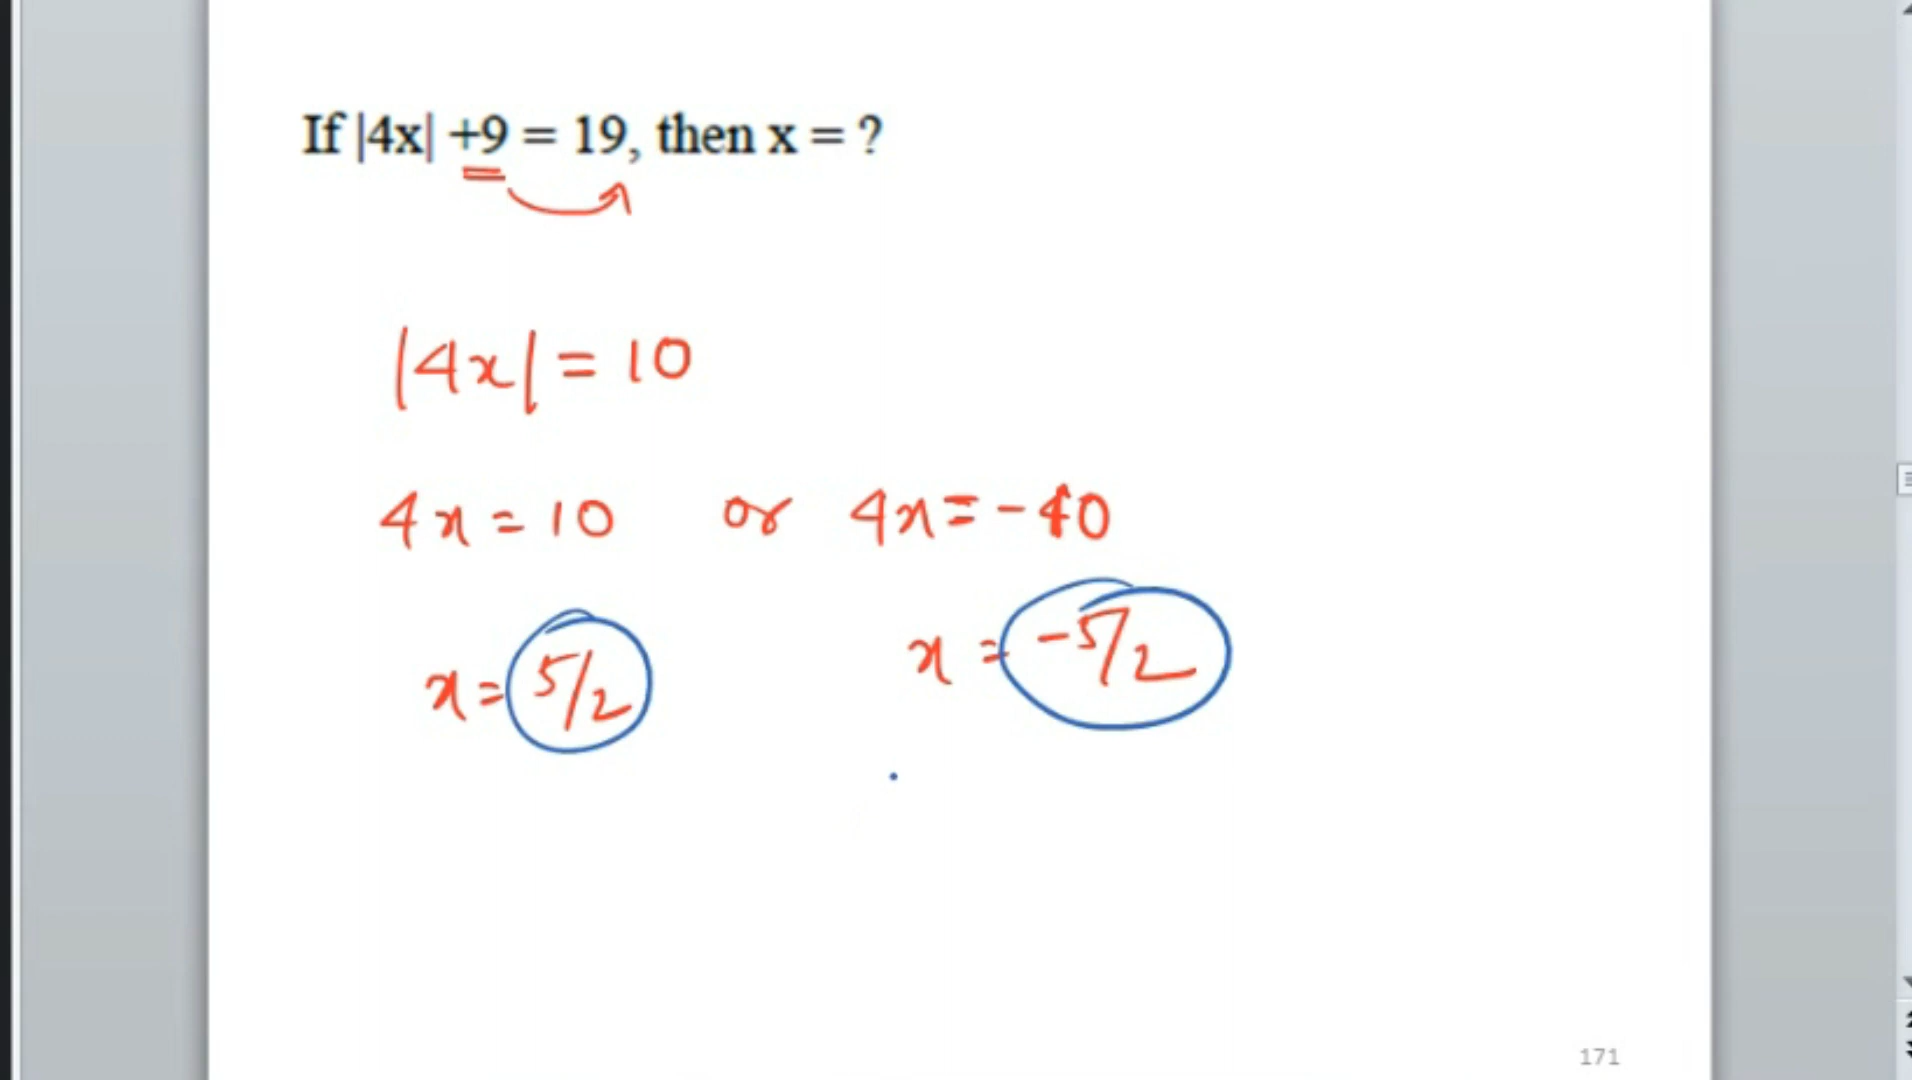 If |4x| +9 = 19, then x = ?
|4x| = 10
4x = 10 or 4x = -10
x = 5/2 x = -5/2
171